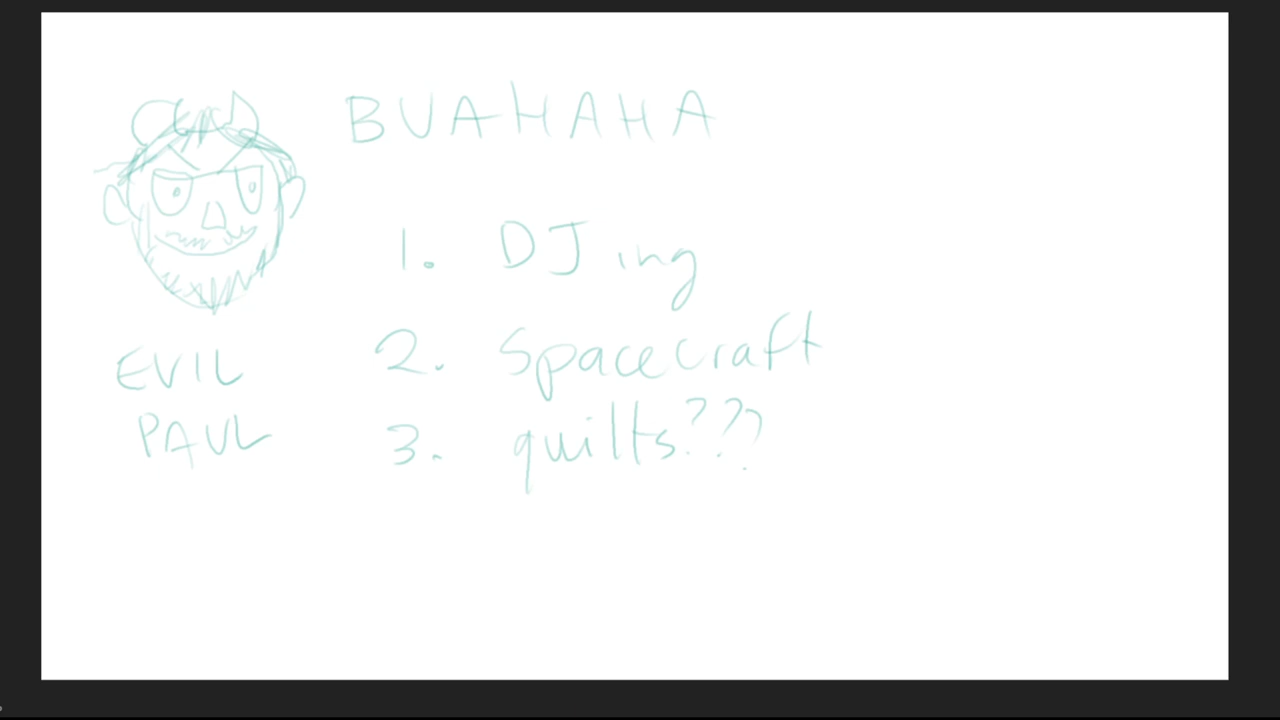 BUAHAHA
1. DJing
2. Spacecraft
3. quilts???
EVIL
PAUL